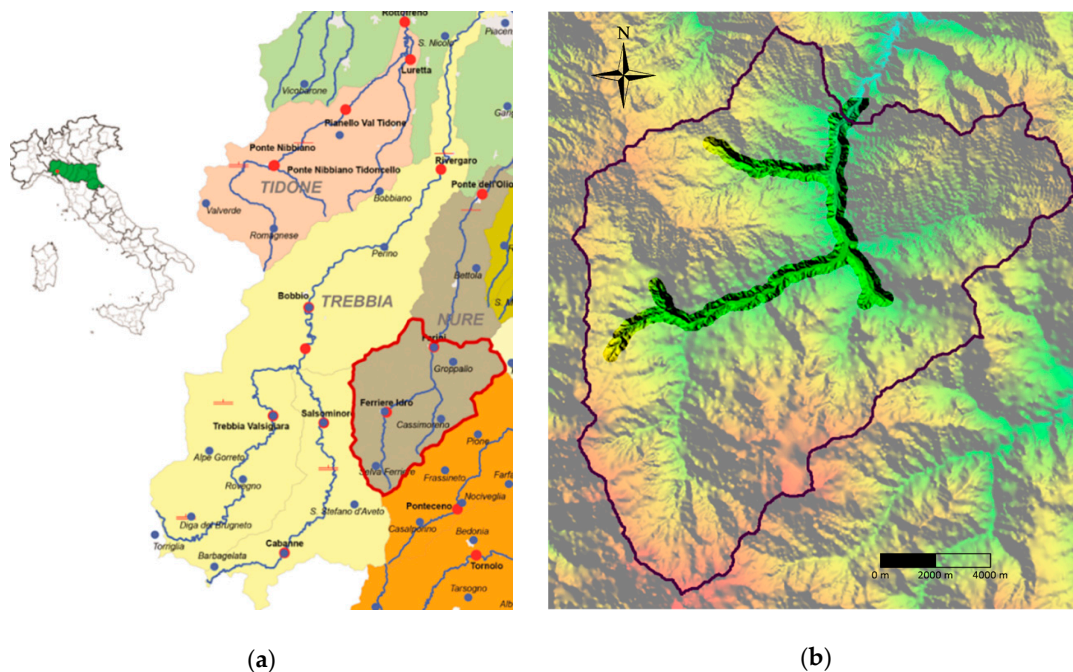 Rottofreno
Piacen
S. Nicolo
Luretta
Vicobarone
Pianello Val Tidone
Ponte Nibbiano
Rivergaro
Ponte Nibbiano Tidoncello
Ponte dell'Olio
TIDONE
Bobbiano
Valverde
Romagnese
Perino
Bettola
Bobbio
TREBBIA
NURE
Farini
Groppallo
Ferriere Idro
Salsominore
Cassimoreno
Trebbia Valsigiara
Pione
Alpe Gorreto
Selva Ferriere
Frassineto
Farfa
Rovegno
Nociveglia
S. Stefano d'Aveto
Ponteceno
Diga del Brugneto
Casalporino
Bedonia
Torriglia
Cabanne
Barbagelata
Tornolo
Tarsogno
Alb
N
0 m 2000 m 4000 m
(a)
(b)